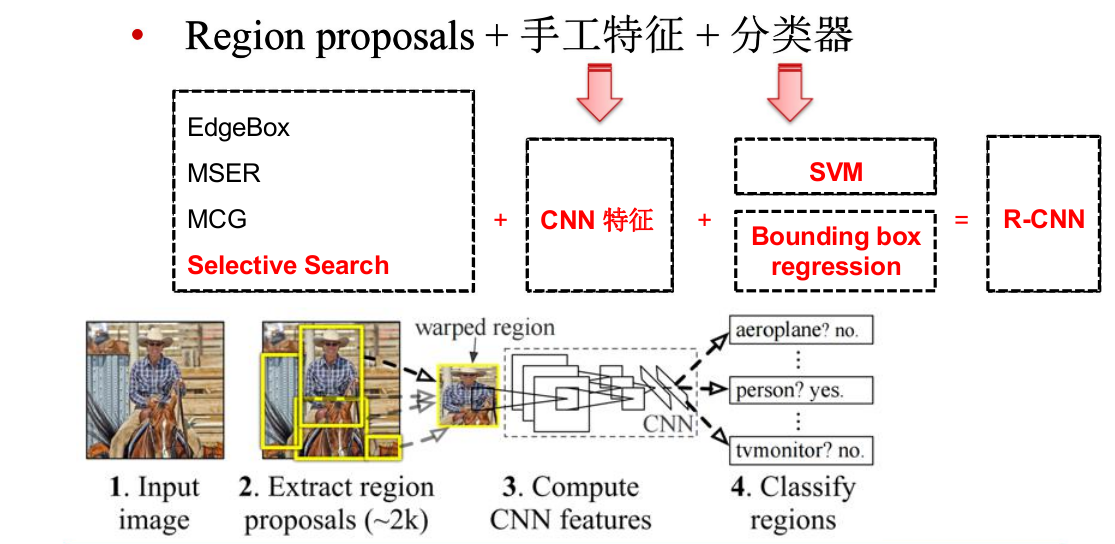 • Region proposals + 手工特征 + 分类器
EdgeBox
MSER
MCG
Selective Search
+
CNN 特征
+
SVM
Bounding box
regression
=
R-CNN
warped region
CNN
aeroplane? no.
⋮
person? yes.
⋮
tvmonitor? no.
1. Input
image
2. Extract region
proposals (~2k)
3. Compute
CNN features
4. Classify
regions